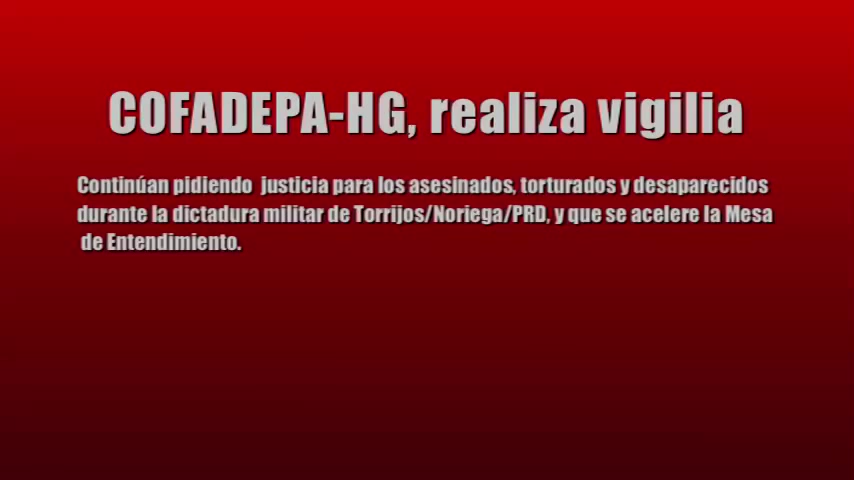 COFADEPA-HG, realiza vigilia
Continúan pidiendo justicia para los asesinados, torturados y desaparecidos
durante la dictadura militar de Torrijos/Noriega/PRD, y que se acelere la Mesa
de Entendimiento.